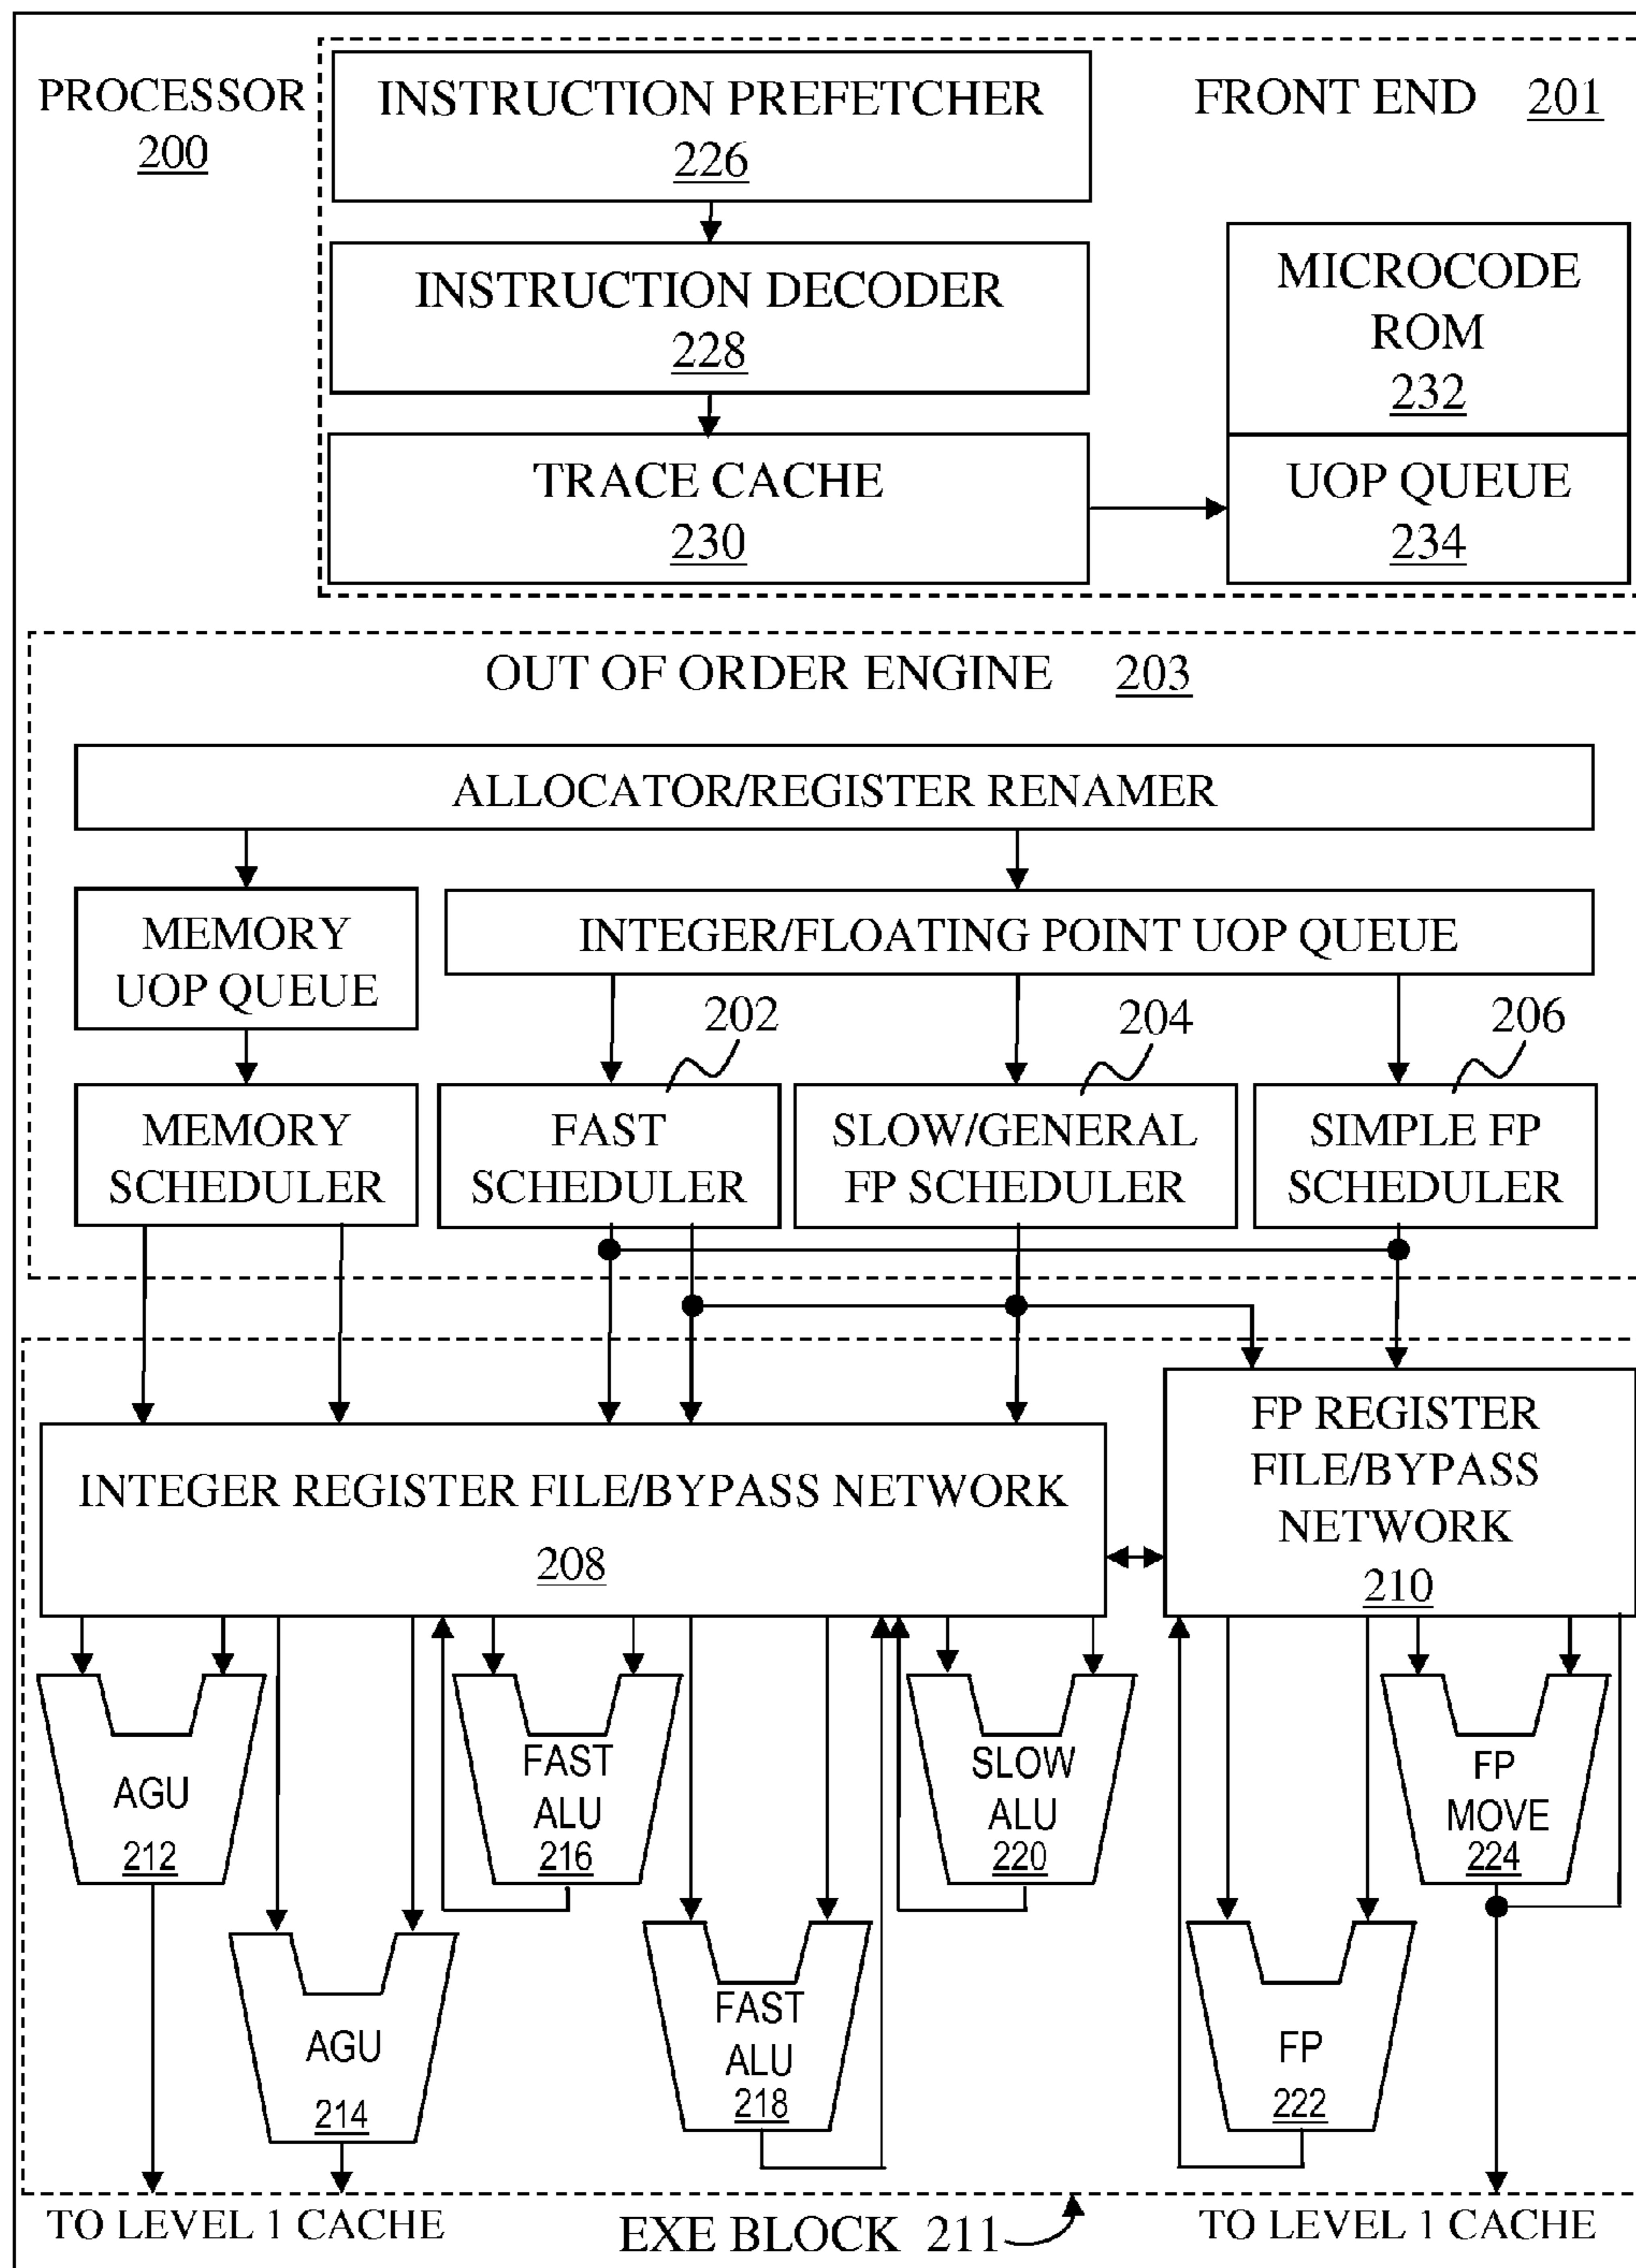 PROCESSOR
200
INSTRUCTION PREFETCHER
226
FRONT END 201
INSTRUCTION DECODER
228
MICROCODE
ROM
232
TRACE CACHE
230
UOP QUEUE
234
OUT OF ORDER ENGINE 203
ALLOCATOR/REGISTER RENAMER
MEMORY
UOP QUEUE
INTEGER/FLOATING POINT UOP QUEUE
202
204
206
MEMORY
SCHEDULER
FAST
SCHEDULER
SLOW/GENERAL
FP SCHEDULER
SIMPLE FP
SCHEDULER
INTEGER REGISTER FILE/BYPASS NETWORK
208
FP REGISTER
FILE/BYPASS
NETWORK
210
AGU
212
FAST
ALU
216
SLOW
ALU
220
FP
MOVE
224
AGU
214
FAST
ALU
218
FP
222
TO LEVEL 1 CACHE
EXE BLOCK 211
TO LEVEL 1 CACHE